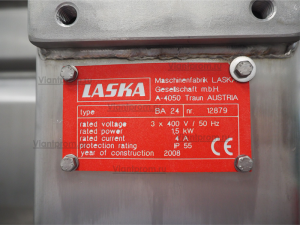 LASKA
Maschinenfabrik LASKA
Gesellschaft m.b.H
A-4050 Traun AUSTRIA
type BA 24 nr. 12879
rated voltage 3 x 400 V / 50 Hz
rated power 1,5 kW
rated current 4 A
protection rating IP 55
year of construction 2008